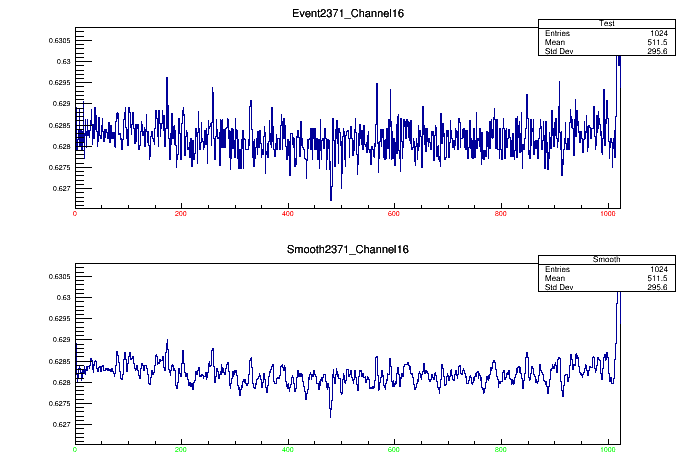 Event2371_Channel16
Test
Entries 1024
Mean 511.5
Std Dev 295.6
0.6305
0.63
0.6295
0.629
0.6285
0.628
0.6275
0.627
0 200 400 600 800 1000
Smooth2371_Channel16
Smooth
Entries 1024
Mean 511.5
Std Dev 295.6
0.6305
0.63
0.6295
0.629
0.6285
0.628
0.6275
0.627
0 200 400 600 800 1000